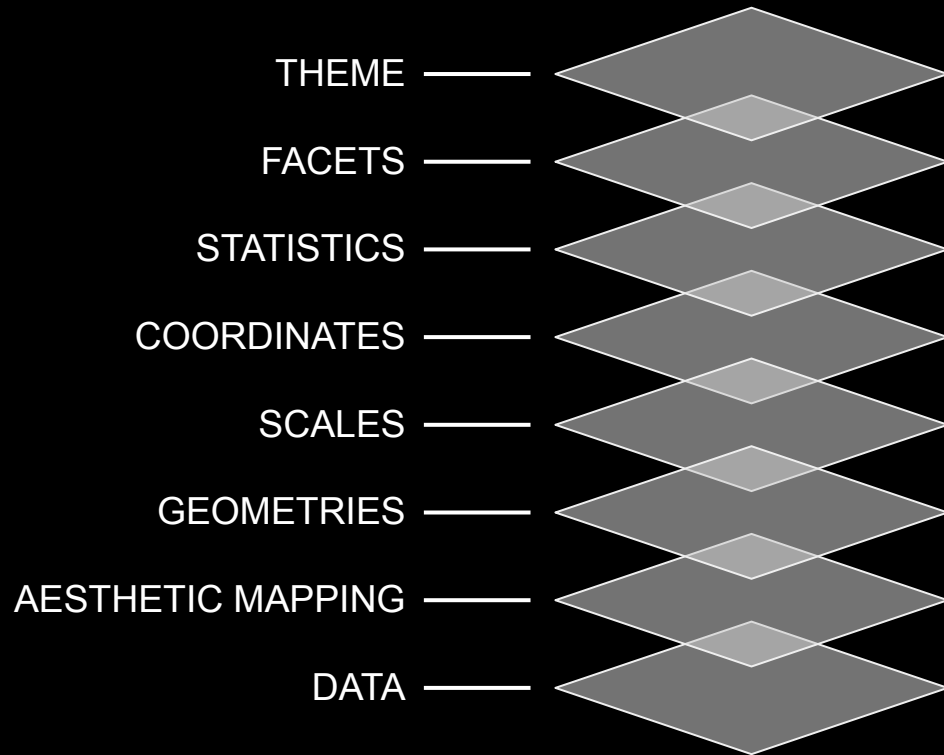 THEME
FACETS
STATISTICS
COORDINATES
SCALES
GEOMETRIES
AESTHETIC MAPPING
DATA